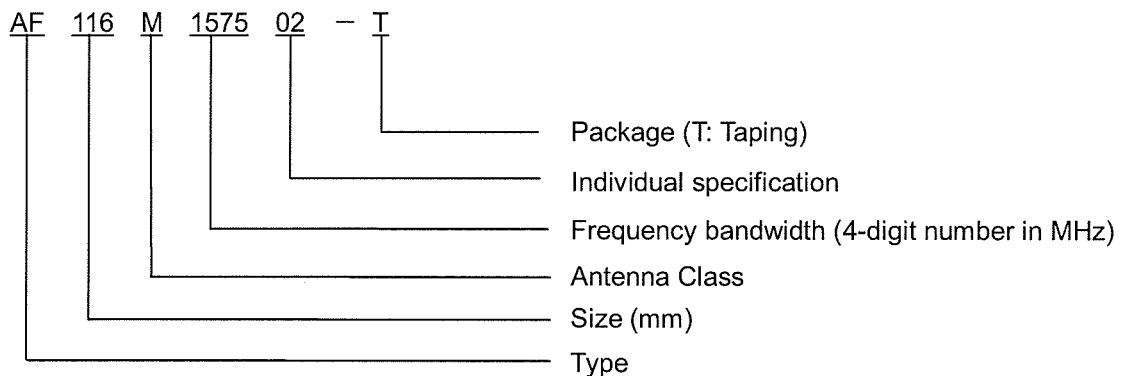 AF 116 M 1575 02 - T
Package (T: Taping)
Individual specification
Frequency bandwidth (4-digit number in MHz)
Antenna Class
Size (mm)
Type